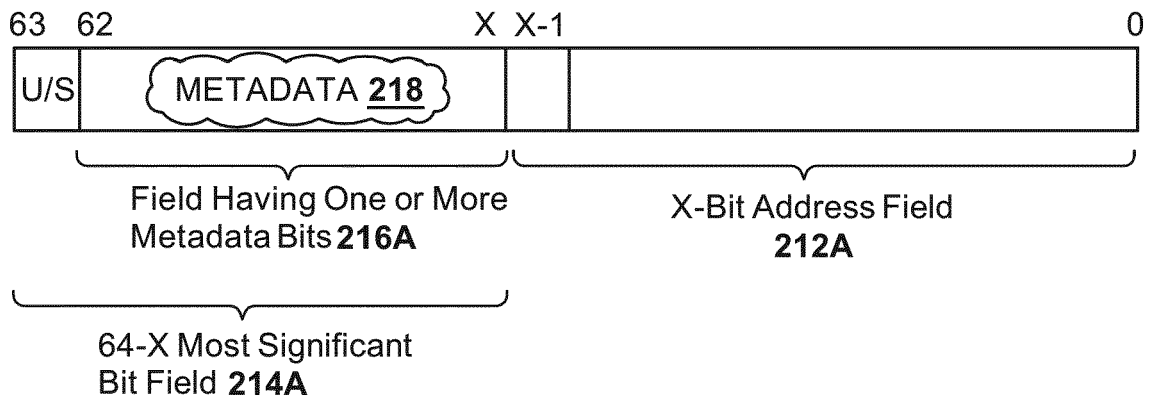 63 62 X X-1 0
U/S METADATA 218
Field Having One or More
Metadata Bits 216A
X-Bit Address Field
212A
64-X Most Significant
Bit Field 214A